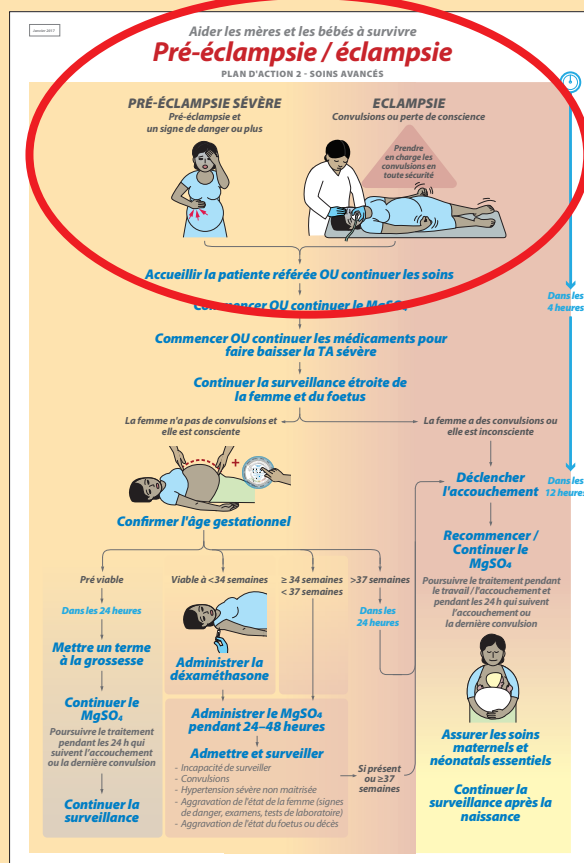 Janvier 2017
Aider les mères et les bébés à survivre
Pré-éclampsie / éclampsie
PLAN D'ACTION 2 - SOINS AVANCÉS
PRÉ-ÉCLAMPSIE SÉVÈRE
Pré-éclampsie et
un signe de danger ou plus
ECLAMPSIE
Convulsions ou perte de conscience
Prendre
en charge les
convulsions en
toute sécurité
Accueillir la patiente référée OU continuer les soins
Commencer OU continuer le MgSO₄
Dans les
4 heures
Commencer OU continuer les médicaments pour
faire baisser la TA sévère
Continuer la surveillance étroite de
la femme et du foetus
La femme n'a pas de convulsions et
elle est consciente
La femme a des convulsions ou
elle est inconsciente
+
Confirmer l'âge gestationnel
Déclencher
l'accouchement
Dans les
12 heures
Recommencer /
Continuer le
MgSO₄
Poursuivre le traitement pendant
le travail / l'accouchement et
pendant les 24 h qui suivent
l'accouchement ou
la dernière convulsion
Pré viable
Dans les 24 heures
Mettre un terme
à la grossesse
Continuer le
MgSO₄
Poursuivre le traitement
pendant les 24 h qui
suivent l'accouchement
ou la dernière convulsion
Continuer la
surveillance
Viable à <34 semaines
Administrer la
déxaméthasone
≥ 34 semaines
< 37 semaines
>37 semaines
Dans les
24 heures
Administrer le MgSO₄
pendant 24–48 heures
Admettre et surveiller
- Incapacité de surveiller
- Convulsions
- Hypertension sévère non maitrisée
- Aggravation de l'état de la femme (signes
de danger, examens, tests de laboratoire)
- Aggravation de l'état du foetus ou décès
Si présent
ou ≥37
semaines
Assurer les soins
maternels et
néonatals essentiels
Continuer la
surveillance après la
naissance